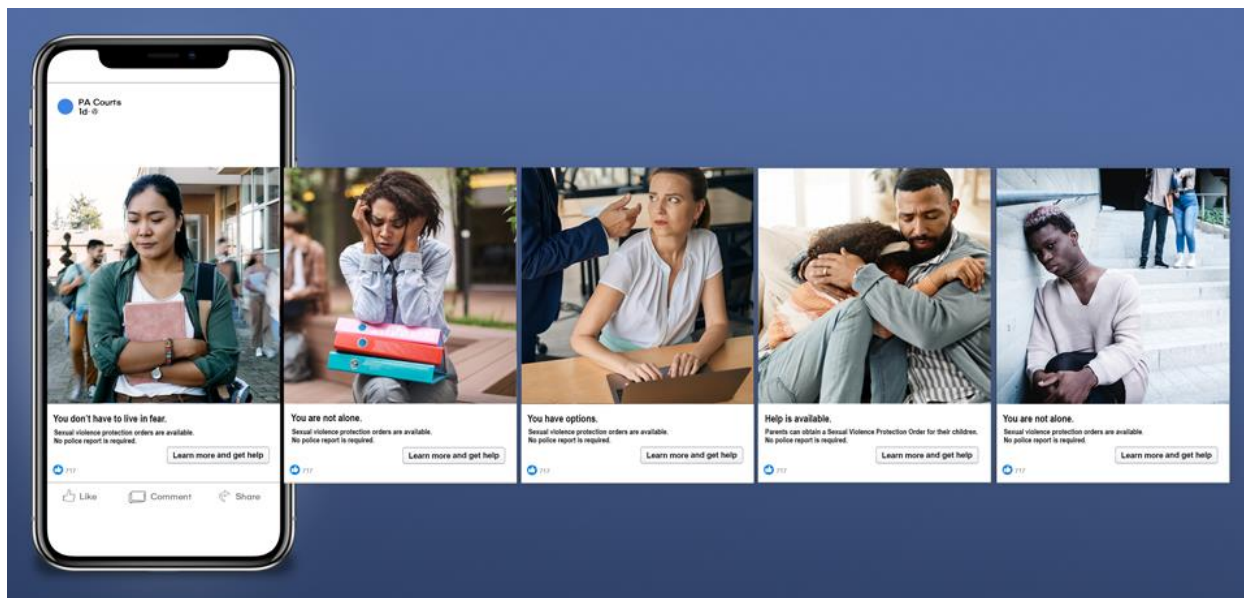 PA Courts
1d
You don't have to live in fear.
Sexual violence protection orders are available.
No police report is required.
Learn more and get help
717
Like
Comment
Share
You are not alone.
Sexual violence protection orders are available.
No police report is required.
Learn more and get help
717
You have options.
Sexual violence protection orders are available.
No police report is required.
Learn more and get help
717
Help is available.
Parents can obtain a Sexual Violence Protection Order for their children.
No police report is required.
Learn more and get help
717
You are not alone.
Sexual violence protection orders are available.
No police report is required.
Learn more and get help
717